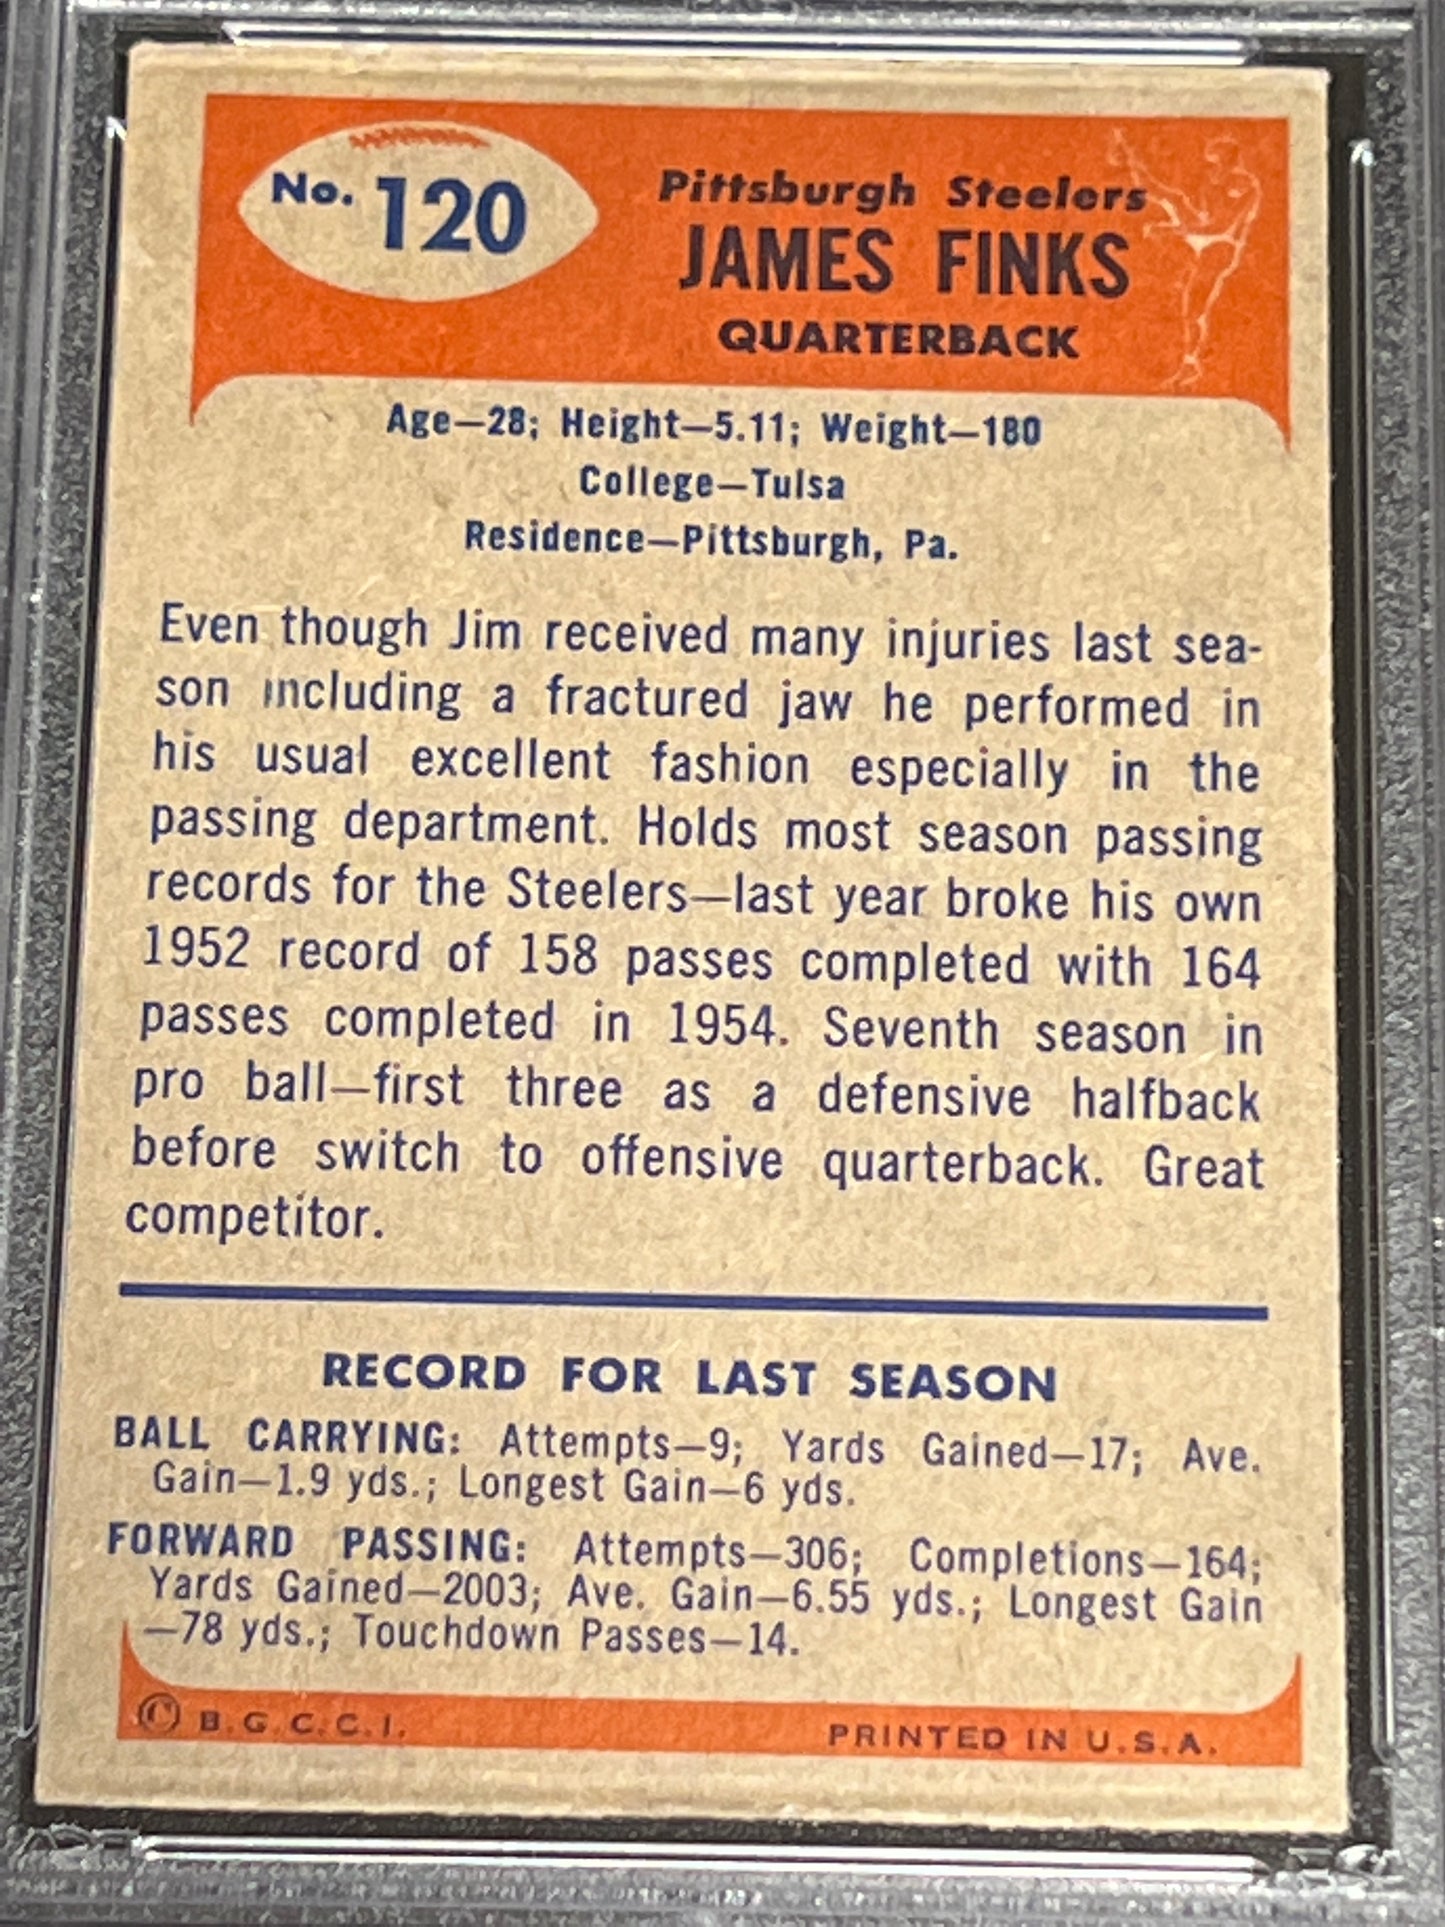 No. 120
Pittsburgh Steelers
JAMES FINKS
QUARTERBACK
Age—28; Height—5.11; Weight—180
College—Tulsa
Residence—Pittsburgh, Pa.
Even though Jim received many injuries last sea-
son including a fractured jaw he performed in
his usual excellent fashion especially in the
passing department. Holds most season passing
records for the Steelers—last year broke his own
1952 record of 158 passes completed with 164
passes completed in 1954. Seventh season in
pro ball—first three as a defensive halfback
before switch to offensive quarterback. Great
competitor.
RECORD FOR LAST SEASON
BALL CARRYING: Attempts—9; Yards Gained—17; Ave.
Gain—1.9 yds.; Longest Gain—6 yds.
FORWARD PASSING: Attempts—306; Completions—164;
Yards Gained—2003; Ave. Gain—6.55 yds.; Longest Gain
—78 yds.; Touchdown Passes—14.
© B.G.C.C.I.
PRINTED IN U.S.A.